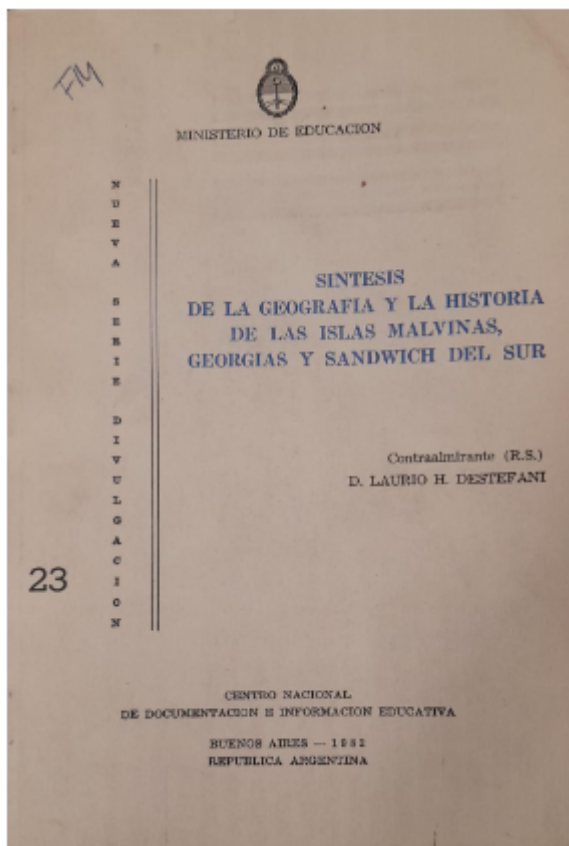 FM
MINISTERIO DE EDUCACION
NUEVA SERIE DIVULGACION
SINTESIS
DE LA GEOGRAFIA Y LA HISTORIA
DE LAS ISLAS MALVINAS,
GEORGIAS Y SANDWICH DEL SUR
Contraalmirante (R.S.)
D. LAURIO H. DESTEFANI
23
CENTRO NACIONAL
DE DOCUMENTACION E INFORMACION EDUCATIVA
BUENOS AIRES — 1982
REPUBLICA ARGENTINA